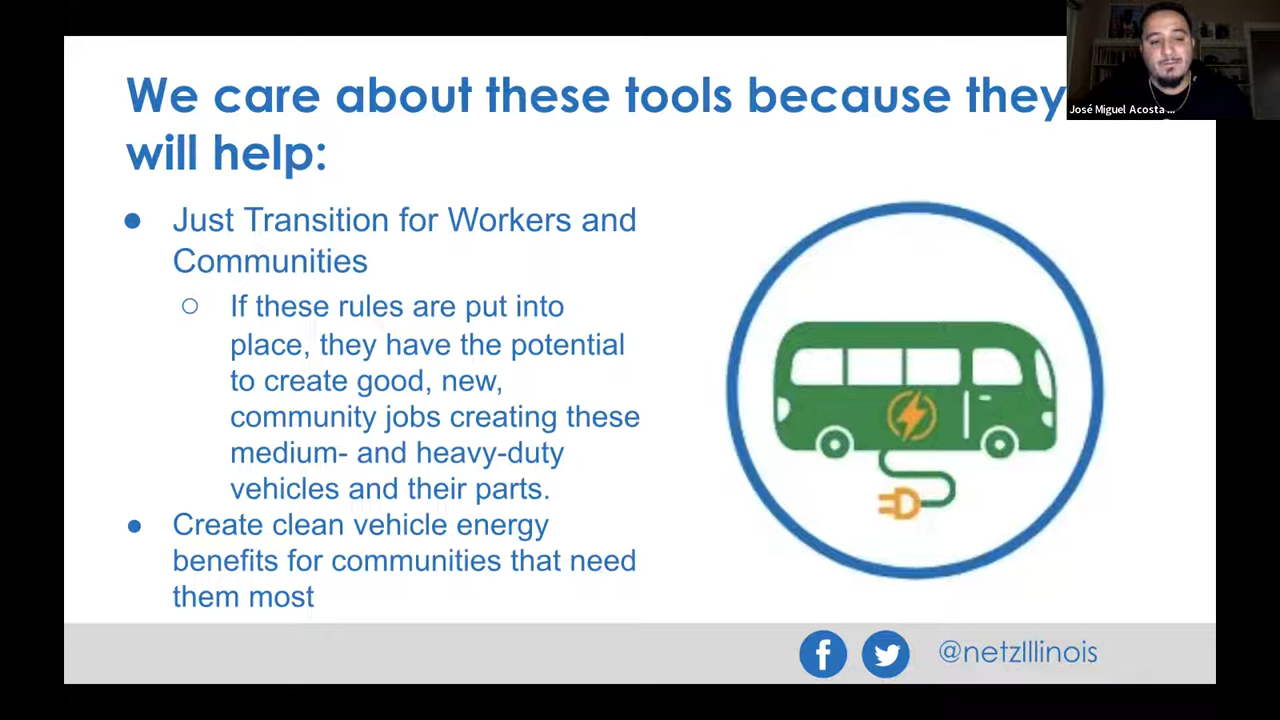 We care about these tools because they
will help:
José Miguel Acosta ...
● Just Transition for Workers and
Communities
○ If these rules are put into
place, they have the potential
to create good, new,
community jobs creating these
medium- and heavy-duty
vehicles and their parts.
● Create clean vehicle energy
benefits for communities that need
them most
@netzIllinois